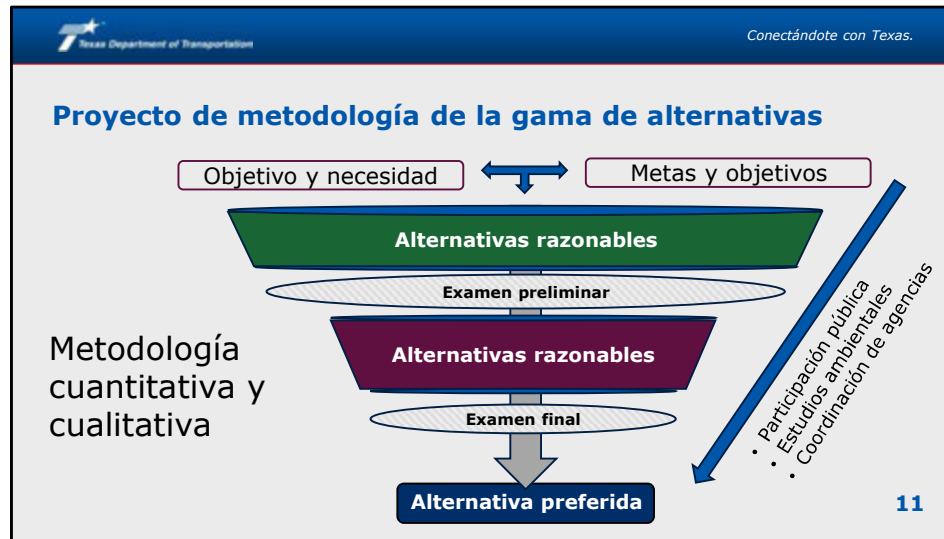 Texas Department of Transportation
Conectándote con Texas.
Proyecto de metodología de la gama de alternativas
Objetivo y necesidad
Metas y objetivos
Alternativas razonables
Examen preliminar
Alternativas razonables
Examen final
Alternativa preferida
Metodología
cuantitativa y
cualitativa
• Participación pública
• Estudios ambientales
• Coordinación de agencias
11